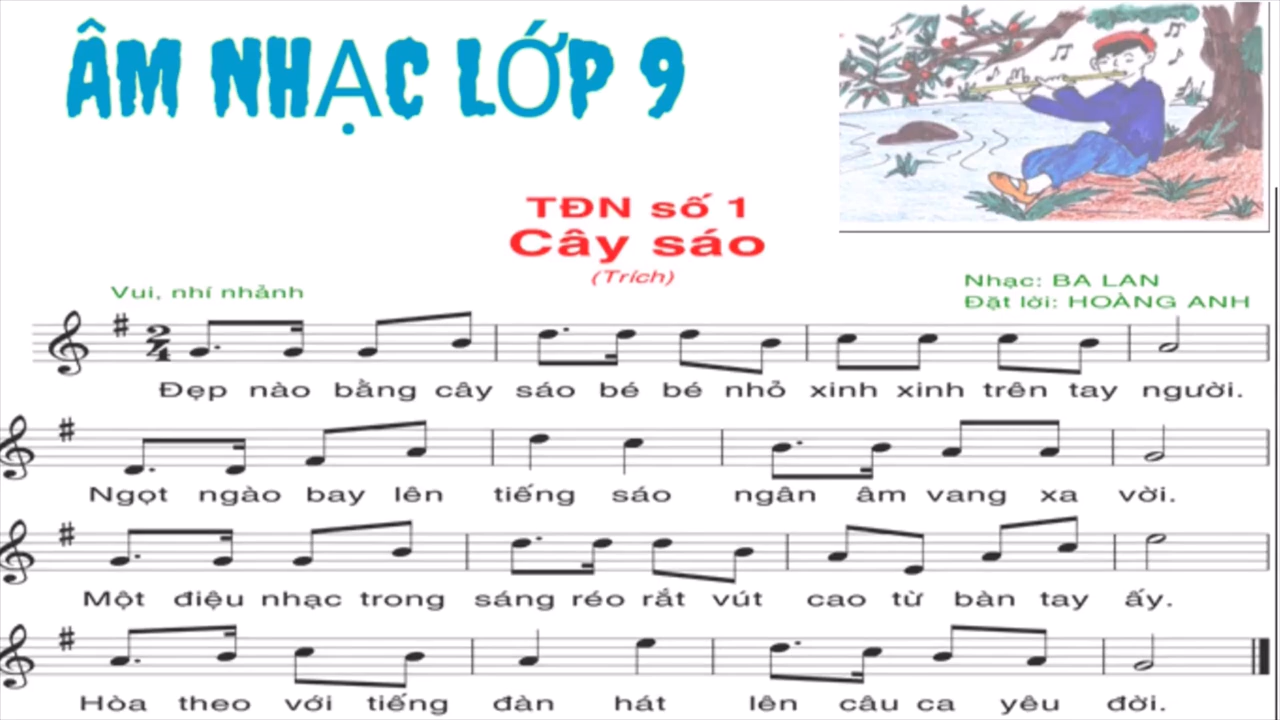 ÂM NHẠC LỚP 9
TĐN số 1
Cây sáo
(Trích)
Vui, nhí nhảnh
Nhạc: BA LAN
Đặt lời: HOÀNG ANH
2
4
Đẹp nào bằng cây sáo bé bé nhỏ xinh xinh trên tay người.
Ngọt ngào bay lên tiếng sáo ngân âm vang xa vời.
Một điệu nhạc trong sáng réo rắt vút cao từ bàn tay ấy.
Hòa theo với tiếng đàn hát lên câu ca yêu đời.